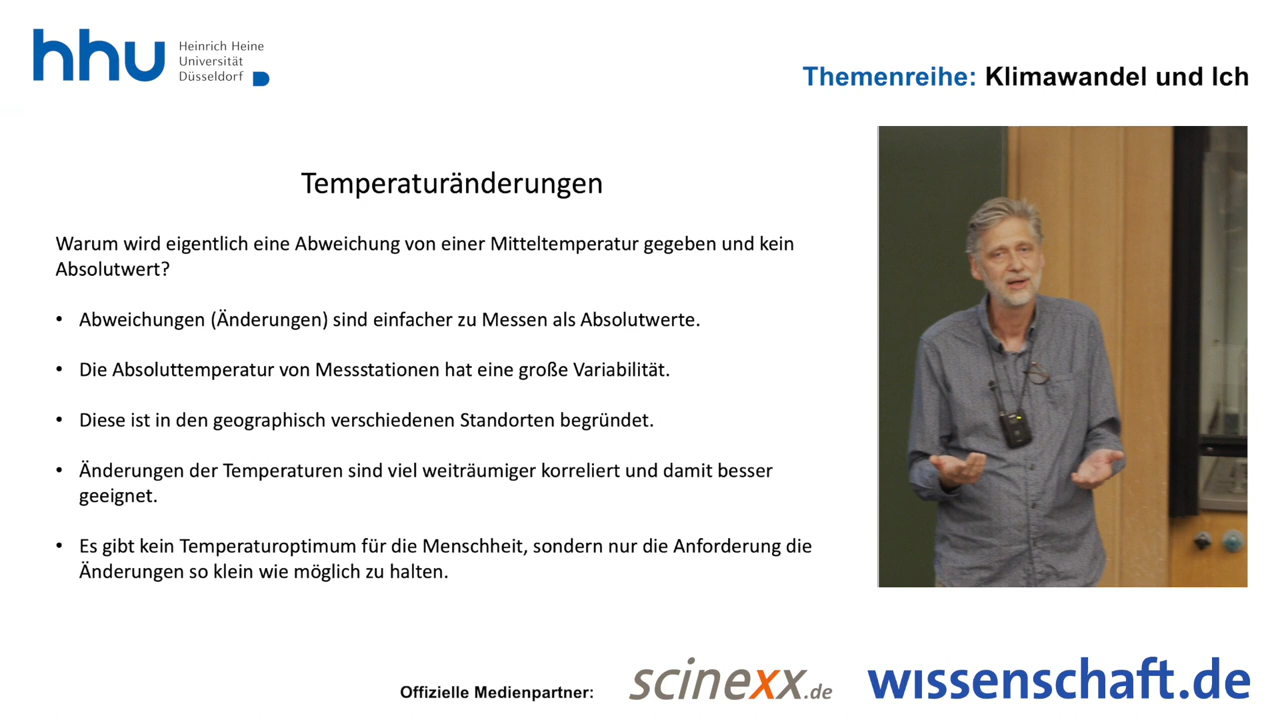 hhu Heinrich Heine
Universität
Düsseldorf
Themenreihe: Klimawandel und Ich
Temperaturänderungen
Warum wird eigentlich eine Abweichung von einer Mitteltemperatur gegeben und kein
Absolutwert?
• Abweichungen (Änderungen) sind einfacher zu Messen als Absolutwerte.
• Die Absoluttemperatur von Messstationen hat eine große Variabilität.
• Diese ist in den geographisch verschiedenen Standorten begründet.
• Änderungen der Temperaturen sind viel weiträumiger korreliert und damit besser
geeignet.
• Es gibt kein Temperaturoptimum für die Menschheit, sondern nur die Anforderung die
Änderungen so klein wie möglich zu halten.
Offizielle Medienpartner: scinexx.de wissenschaft.de